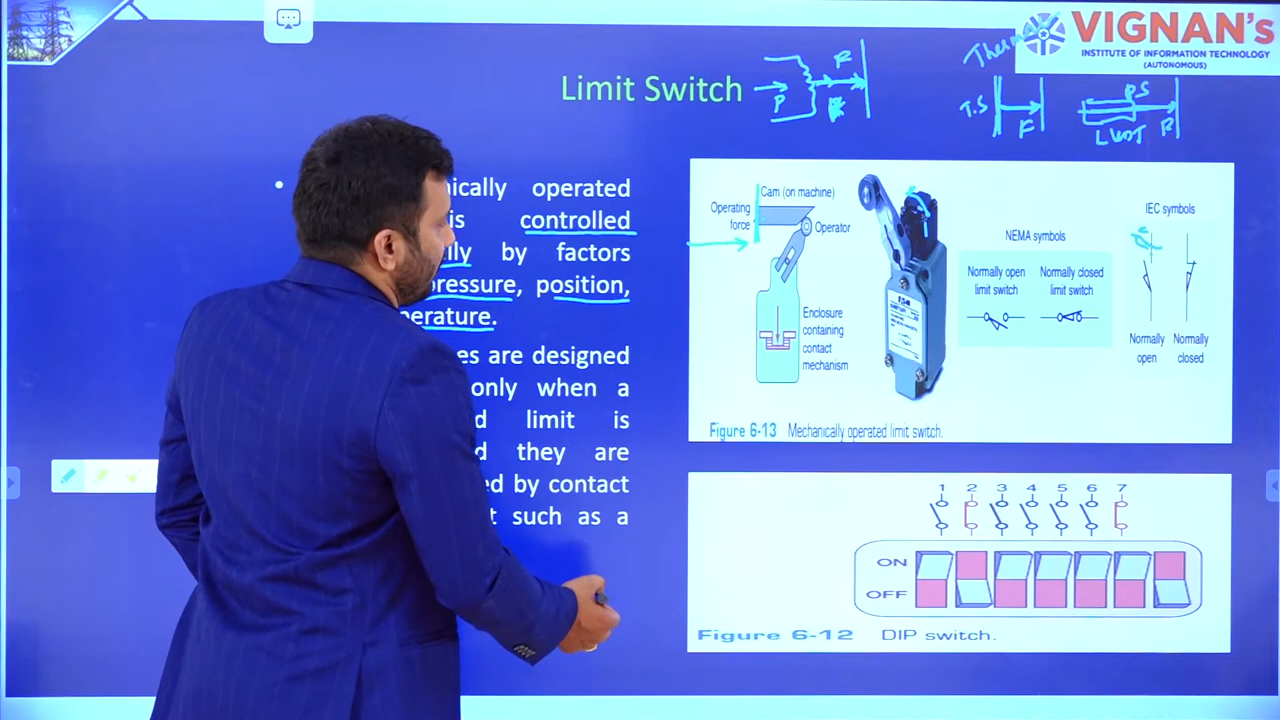 VIGNAN's
INSTITUTE OF INFORMATION TECHNOLOGY
(AUTONOMOUS)
Limit Switch
P
F
T.S
F
PS
LVDT
F
operated
is controlled
by factors
pressure, position,
es are designed
only when a
limit is
they are
by contact
such as a
Cam (on machine)
Operating
force
Operator
Enclosure
containing
contact
mechanism
NEMA symbols
Normally open
limit switch
Normally closed
limit switch
IEC symbols
Normally
open
Normally
closed
Figure 6-13 Mechanically operated limit switch.
1 2 3 4 5 6 7
ON
OFF
Figure 6-12 DIP switch.